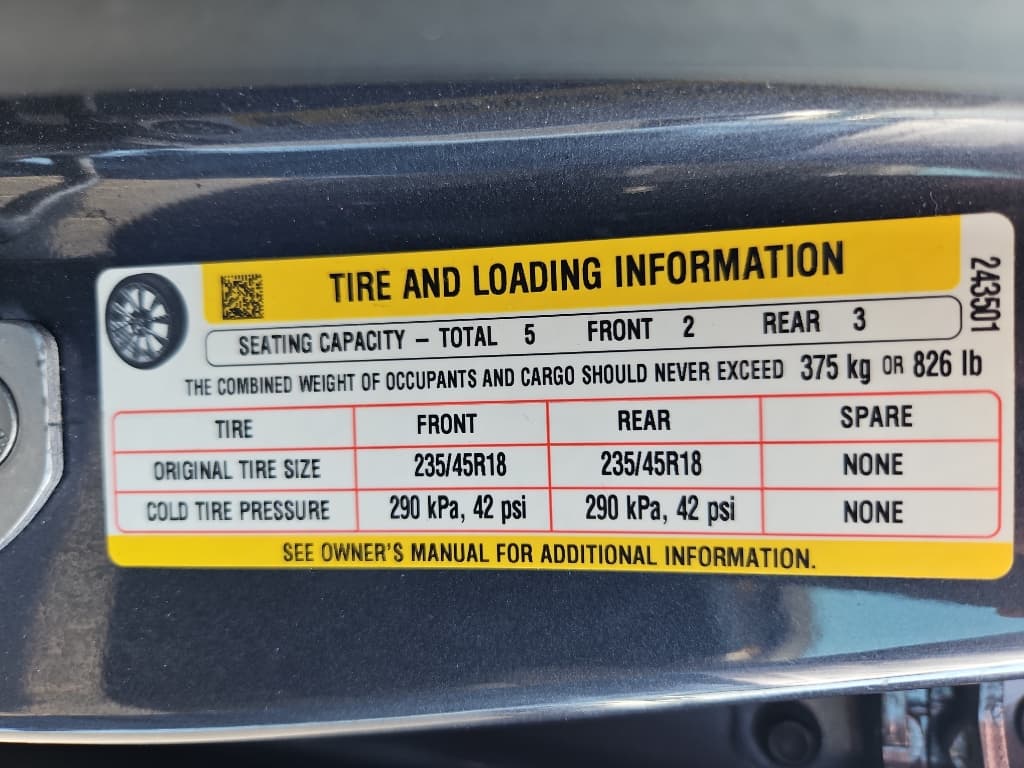 TIRE AND LOADING INFORMATION
243501
SEATING CAPACITY – TOTAL 5 FRONT 2 REAR 3
THE COMBINED WEIGHT OF OCCUPANTS AND CARGO SHOULD NEVER EXCEED 375 kg OR 826 lb
TIRE FRONT REAR SPARE
ORIGINAL TIRE SIZE 235/45R18 235/45R18 NONE
COLD TIRE PRESSURE 290 kPa, 42 psi 290 kPa, 42 psi NONE
SEE OWNER'S MANUAL FOR ADDITIONAL INFORMATION.